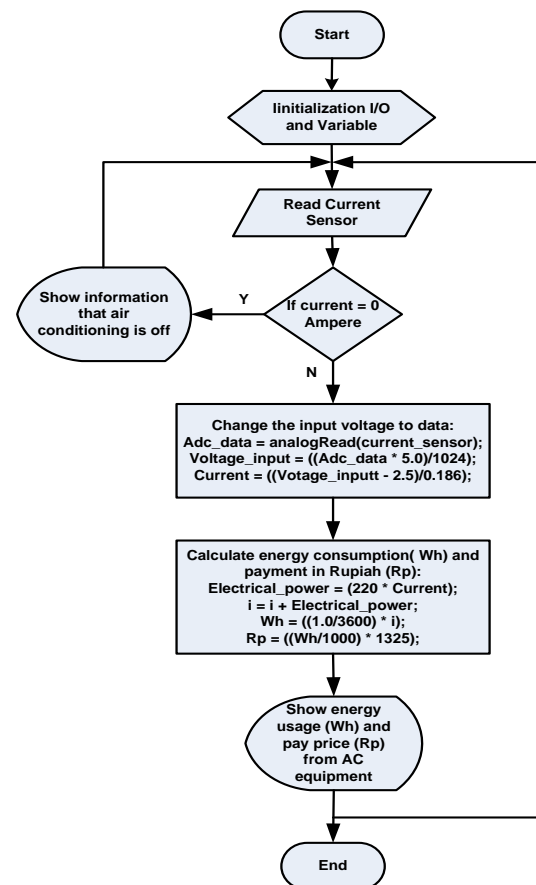 Start
Iinitialization I/O
and Variable
Read Current
Sensor
If current = 0
Ampere
Y
Show information
that air
conditioning is off
N
Change the input voltage to data:
Adc_data = analogRead(current_sensor);
Voltage_input = ((Adc_data * 5.0)/1024);
Current = ((Votage_inputt - 2.5)/0.186);
Calculate energy consumption( Wh) and
payment in Rupiah (Rp):
Electrical_power = (220 * Current);
i = i + Electrical_power;
Wh = ((1.0/3600) * i);
Rp = ((Wh/1000) * 1325);
Show energy
usage (Wh) and
pay price (Rp)
from AC
equipment
End